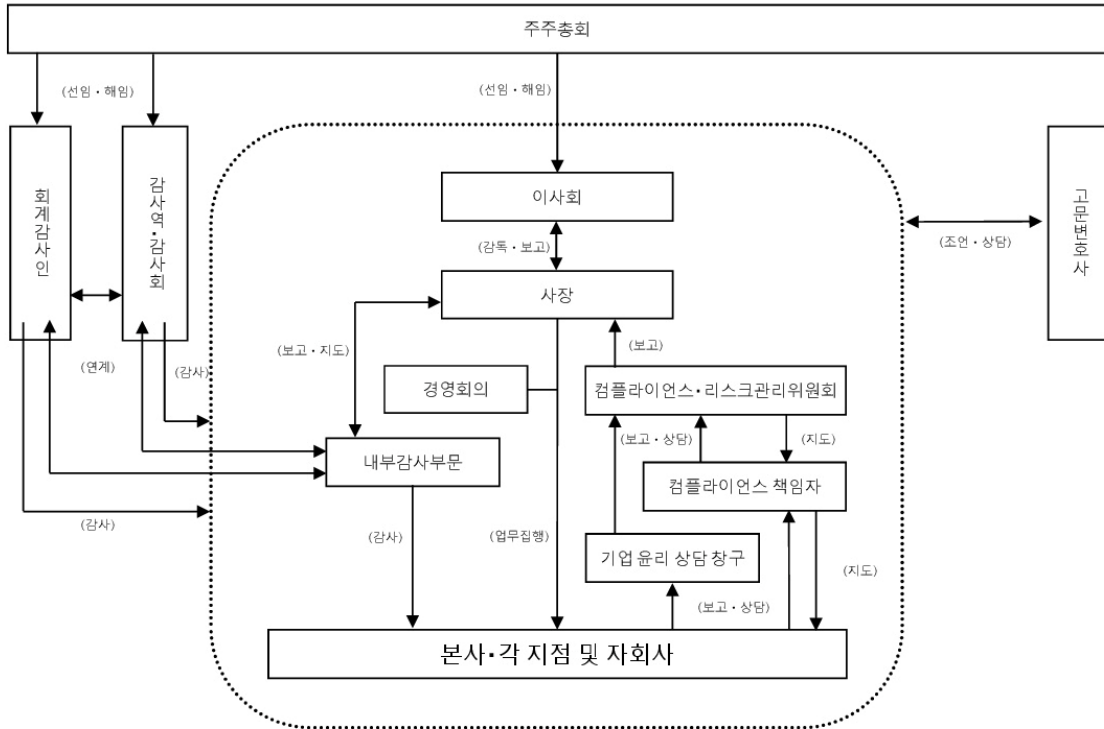 주주총회
(선임・해임)
(선임・해임)
회계감사인
감사역・감사회
이사회
고문변호사
(감독・보고)
(조언・상담)
사장
(보고・지도)
(보고)
(연계)
(감사)
경영회의
컴플라이언스・리스크관리위원회
(보고・상담)
(지도)
내부감사부문
컴플라이언스 책임자
(감사)
(감사)
(업무집행)
기업 윤리 상담 창구
(지도)
(보고・상담)
본사・각 지점 및 자회사